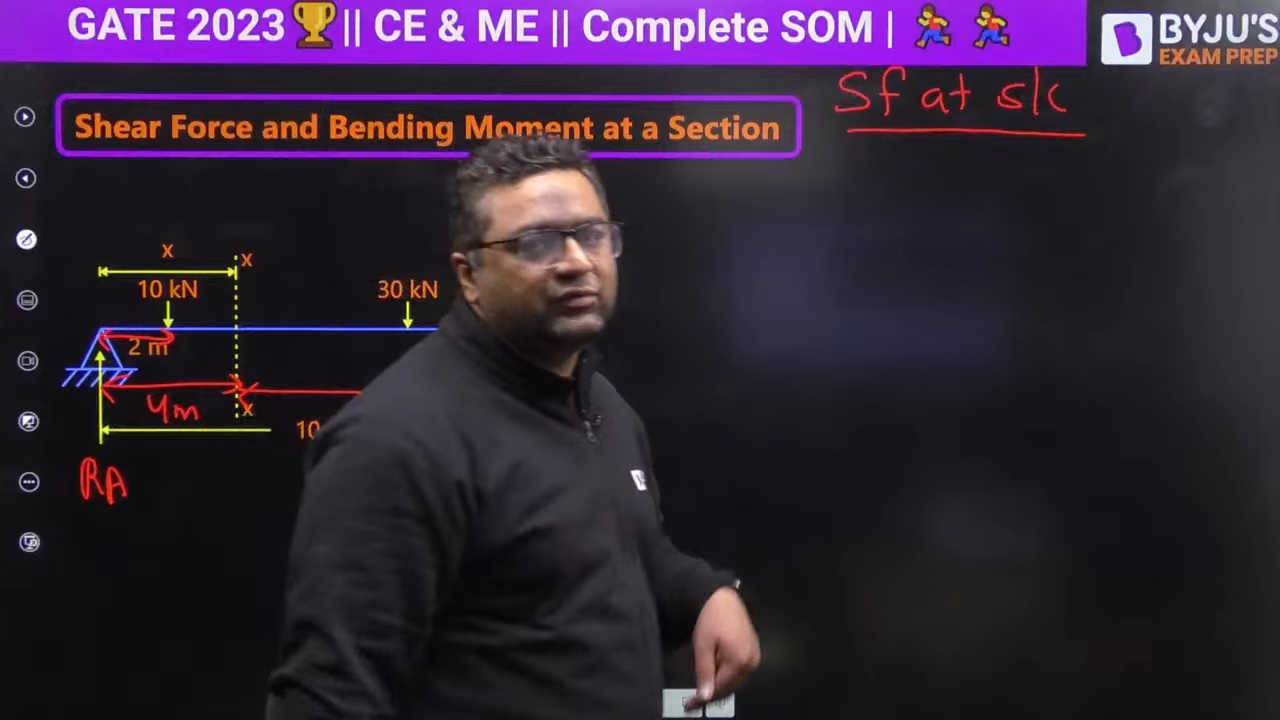 GATE 2023🏆|| CE & ME || Complete SOM |
BYJU'S
EXAM PREP
Sf at s/c
Shear Force and Bending Moment at a Section
x
x
10 kN
30 kN
2 m
4m
x
10
RA